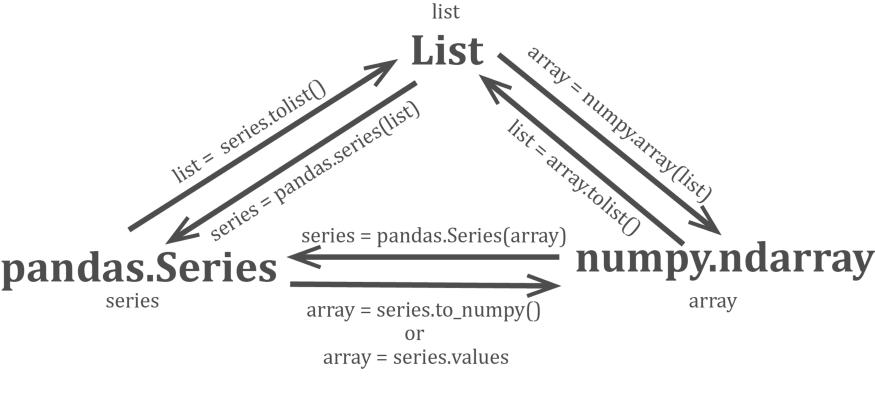 list
List
list =  series.tolist()
series = pandas.series(list)
array = numpy.array(list)
list = array.tolist()
series = pandas.Series(array)
pandas.Series
series
numpy.ndarray
array
array = series.to_numpy()
or
array = series.values